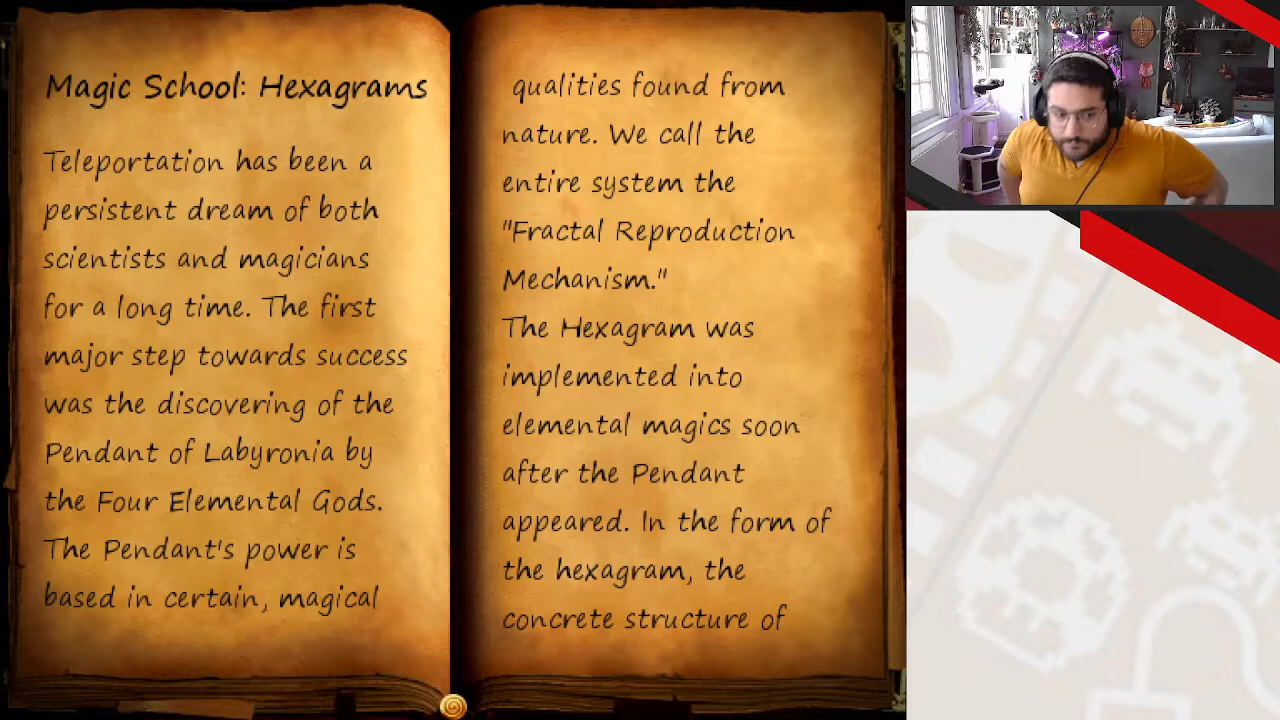 Magic School: Hexagrams
Teleportation has been a
persistent dream of both
scientists and magicians
for a long time. The first
major step towards success
was the discovering of the
Pendant of Labyronia by
the Four Elemental Gods.
The Pendant's power is
based in certain, magical
qualities found from
nature. We call the
entire system the
"Fractal Reproduction
Mechanism."
The Hexagram was
implemented into
elemental magics soon
after the Pendant
appeared. In the form of
the hexagram, the
concrete structure of